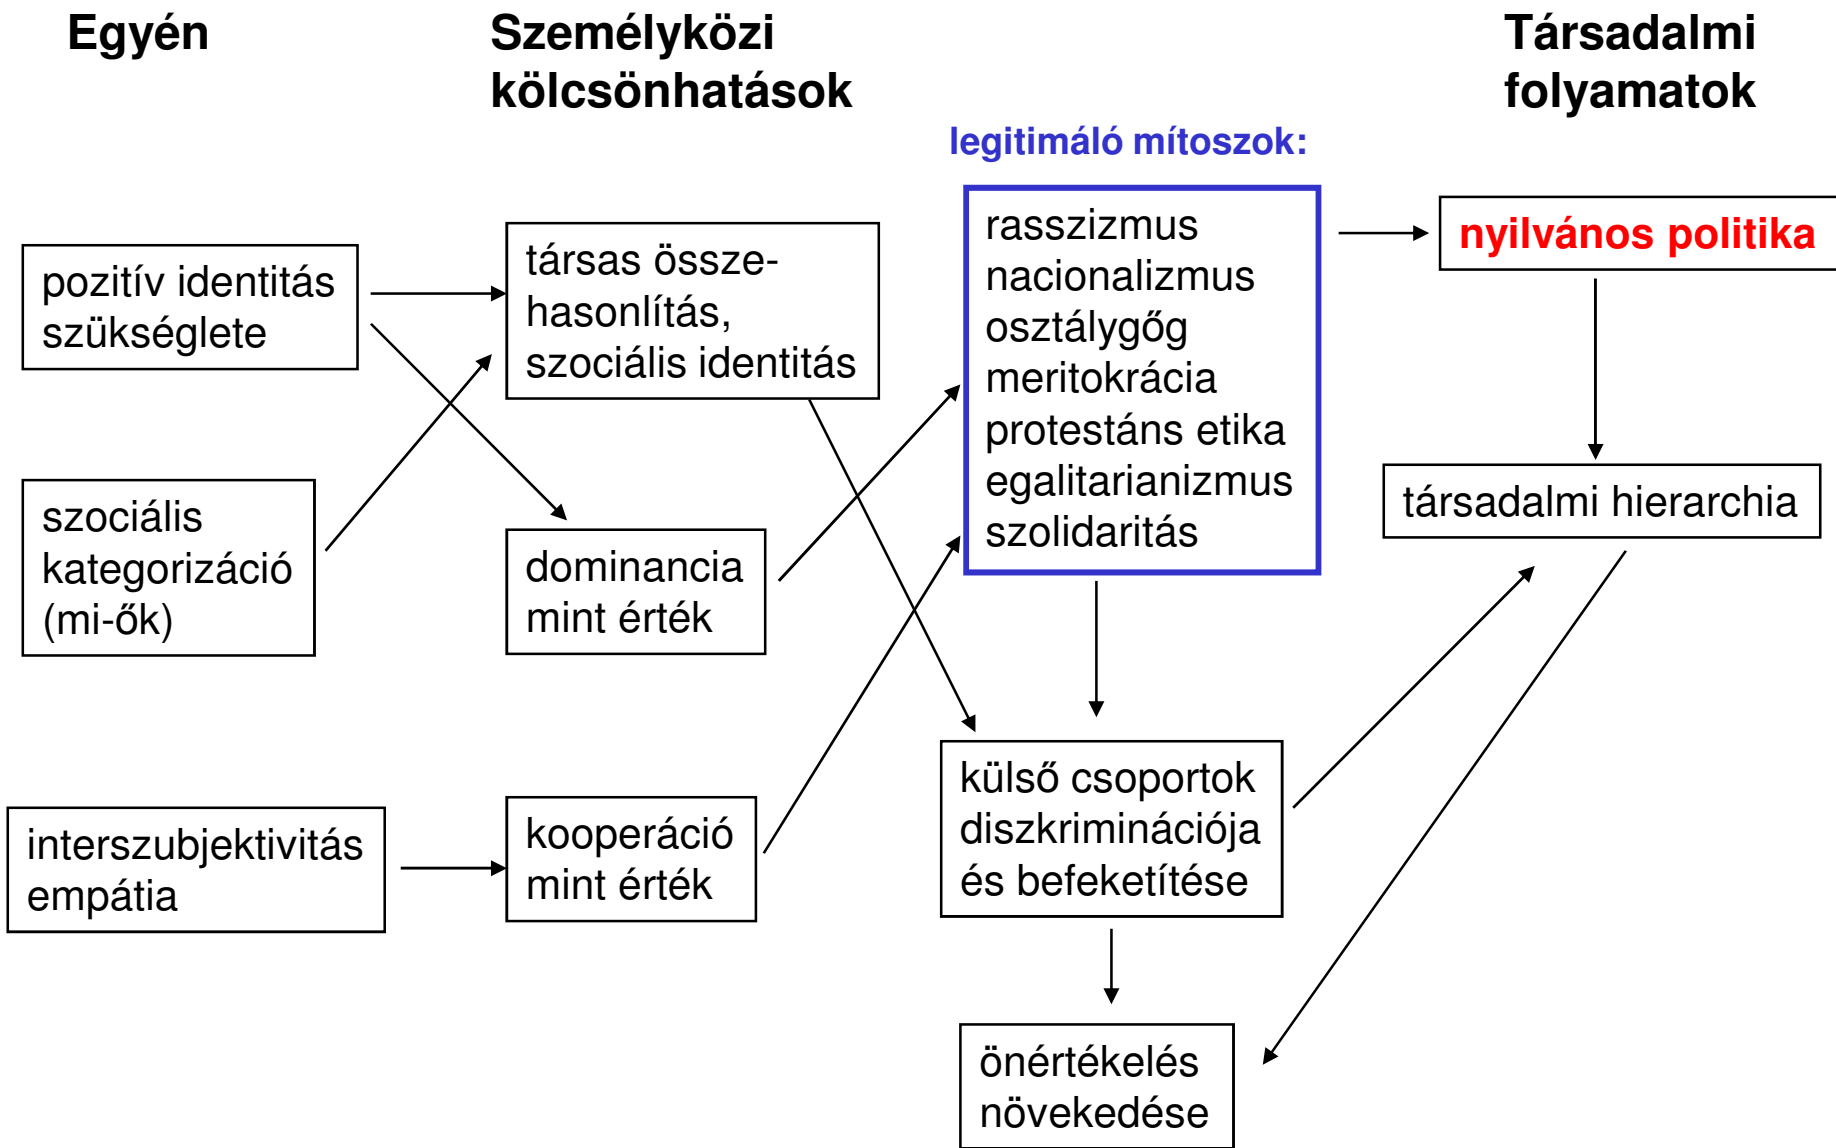 Egyén
Személyközi
kölcsönhatások
Társadalmi
folyamatok
legitimáló mítoszok:
pozitív identitás
szükséglete
szociális
kategorizáció
(mi-ők)
interszubjektivitás
empátia
társas össze-
hasonlítás,
szociális identitás
dominancia
mint érték
kooperáció
mint érték
rasszizmus
nacionalizmus
osztálygőg
meritokrácia
protestáns etika
egalitarianizmus
szolidaritás
külső csoportok
diszkriminációja
és befeketítése
önértékelés
növekedése
nyilvános politika
társadalmi hierarchia